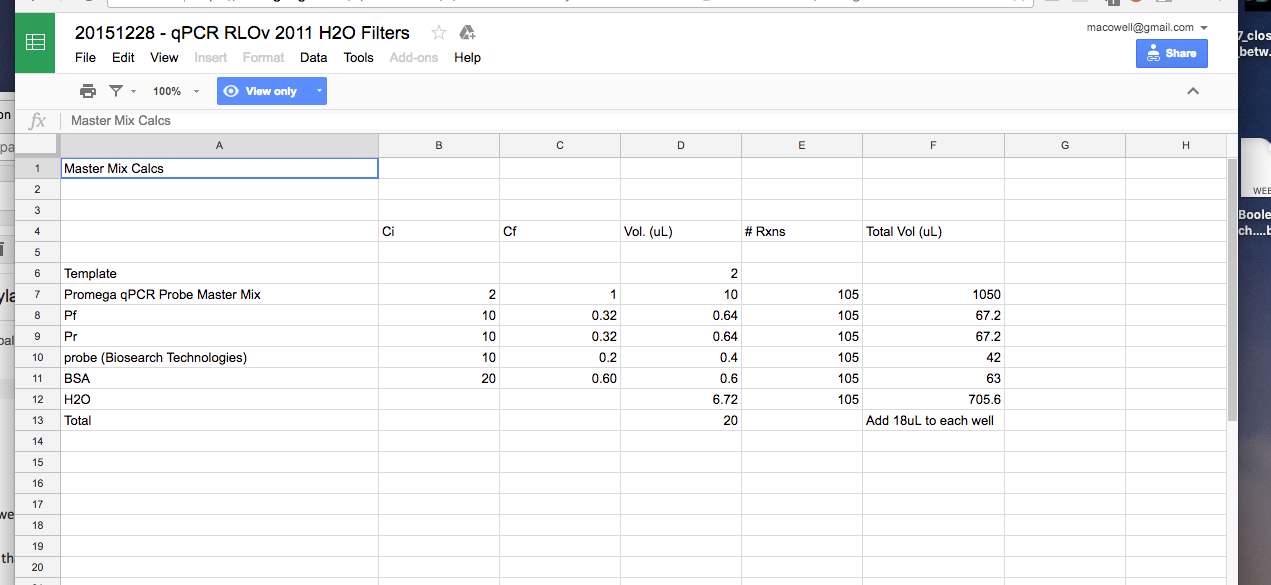 20151228 - qPCR RLOv 2011 H2O Filters
macowell@gmail.com
File Edit View Insert Format Data Tools Add-ons Help
Share
100% View only
fx Master Mix Calcs
A B C D E F G H
1 Master Mix Calcs
2
3
4 Ci Cf Vol. (uL) # Rxns Total Vol (uL)
5
6 Template 2
7 Promega qPCR Probe Master Mix 2 1 10 105 1050
8 Pf 10 0.32 0.64 105 67.2
9 Pr 10 0.32 0.64 105 67.2
10 probe (Biosearch Technologies) 10 0.2 0.4 105 42
11 BSA 20 0.60 0.6 105 63
12 H2O 6.72 105 705.6
13 Total 20 Add 18uL to each well
14
15
16
17
18
19
20